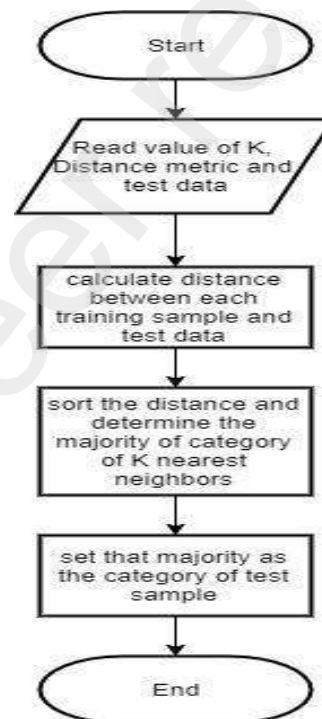 Start
Read value of K,
Distance metric and
test data
calculate distance
between each
training sample and
test data
sort the distance and
determine the
majority of category
of K nearest
neighbors
set that majority as
the category of test
sample
End